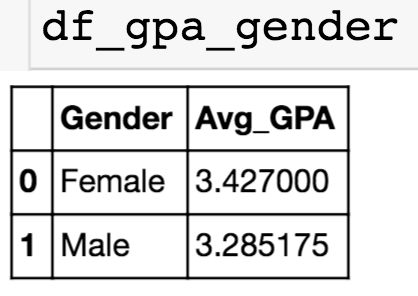 df_gpa_gender
Gender Avg_GPA
0 Female 3.427000
1 Male 3.285175